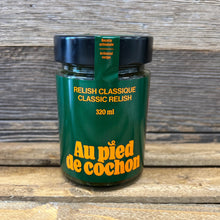 RELISH CLASSIQUE
CLASSIC RELISH
320 ml
Au pied
de cochon